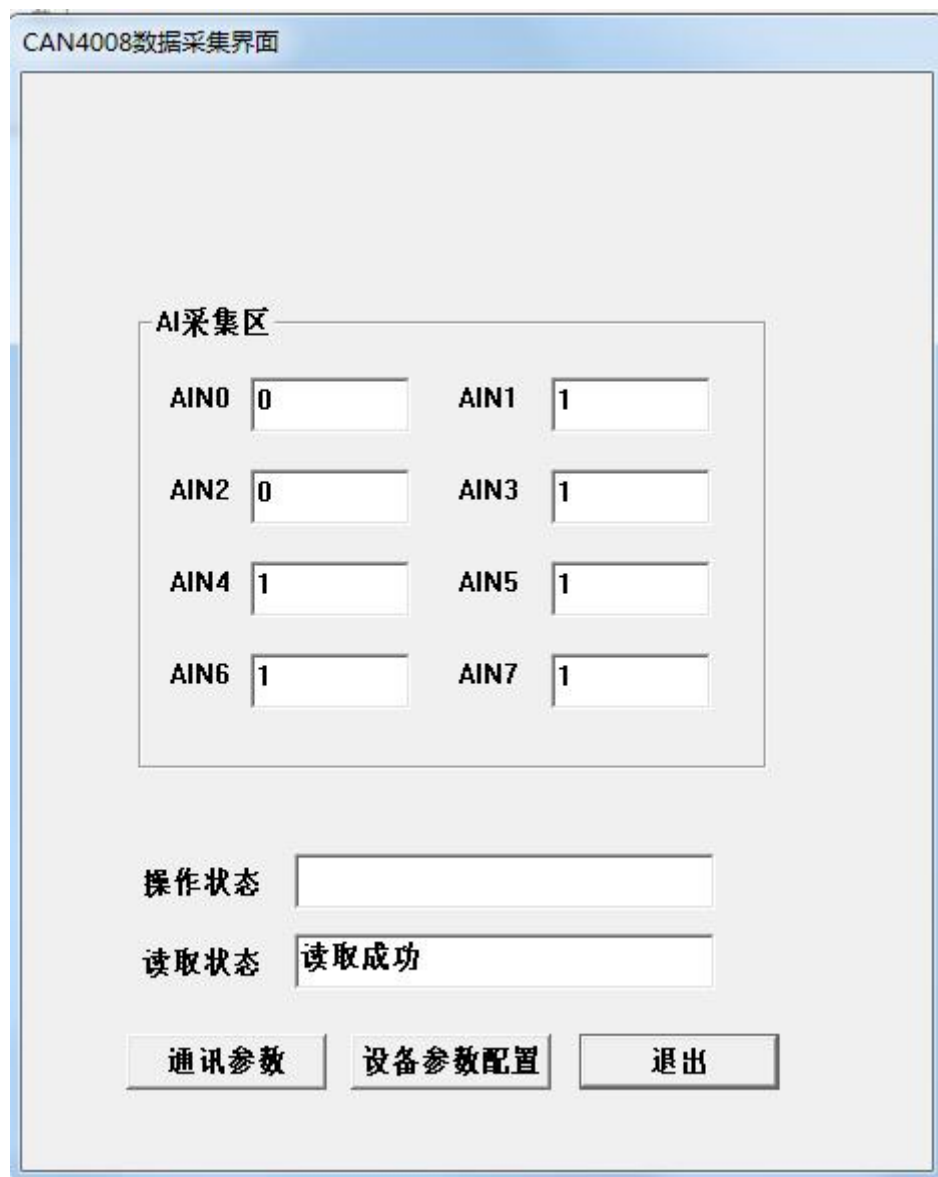 CAN4008数据采集界面
AI采集区
AIN0 0 AIN1 1
AIN2 0 AIN3 1
AIN4 1 AIN5 1
AIN6 1 AIN7 1
操作状态
读取状态 读取成功
通讯参数 设备参数配置 退出